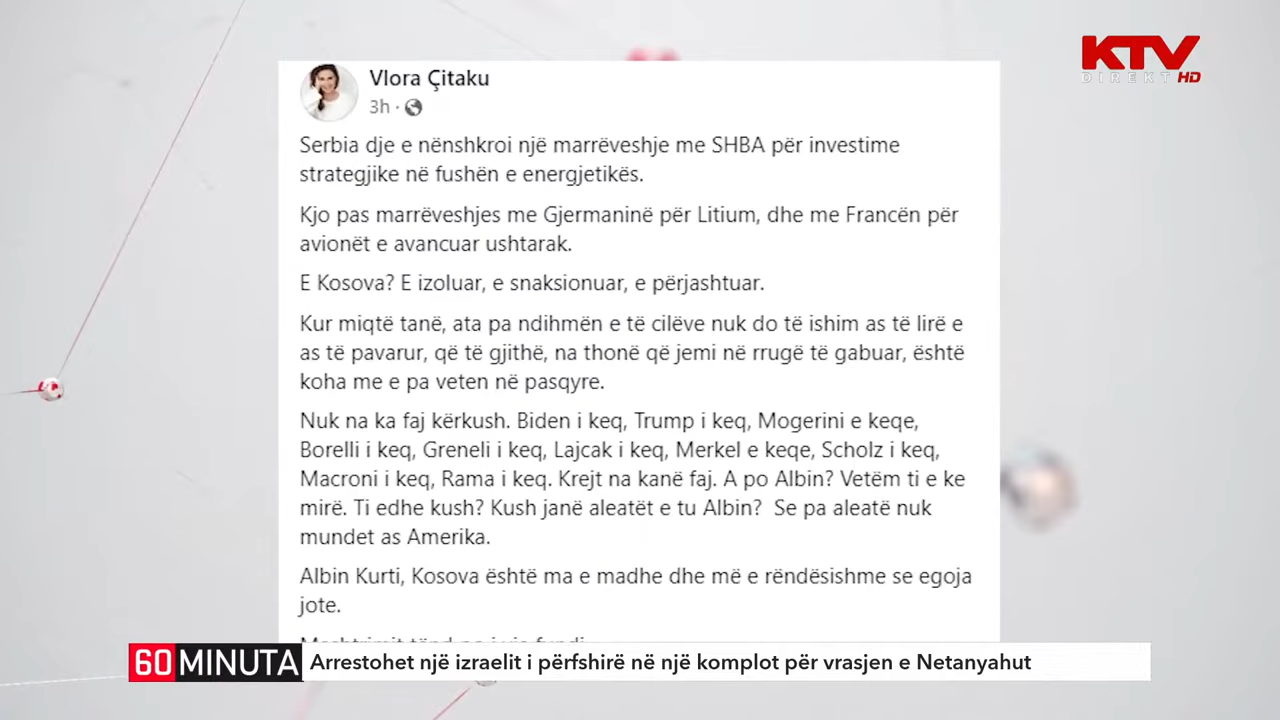 KTV
DIREKT HD
Vlora Çitaku
3h ·
Serbia dje e nënshkroi një marrëveshje me SHBA për investime
strategjike në fushën e energjetikës.
Kjo pas marrëveshjes me Gjermaninë për Litium, dhe me Francën për
avionët e avancuar ushtarak.
E Kosova? E izoluar, e snaksionuar, e përjashtuar.
Kur miqtë tanë, ata pa ndihmën e të cilëve nuk do të ishim as të lirë e
as të pavarur, që të gjithë, na thonë që jemi në rrugë të gabuar, është
koha me e pa veten në pasqyre.
Nuk na ka faj kërkush. Biden i keq, Trump i keq, Mogerini e keqe,
Borelli i keq, Greneli i keq, Lajcak i keq, Merkel e keqe, Scholz i keq,
Macroni i keq, Rama i keq. Krejt na kanë faj. A po Albin? Vetëm ti e ke
mirë. Ti edhe kush? Kush janë aleatët e tu Albin?  Se pa aleatë nuk
mundet as Amerika.
Albin Kurti, Kosova është ma e madhe dhe më e rëndësishme se egoja
jote.
60 MINUTA Arrestohet një izraelit i përfshirë në një komplot për vrasjen e Netanyahut